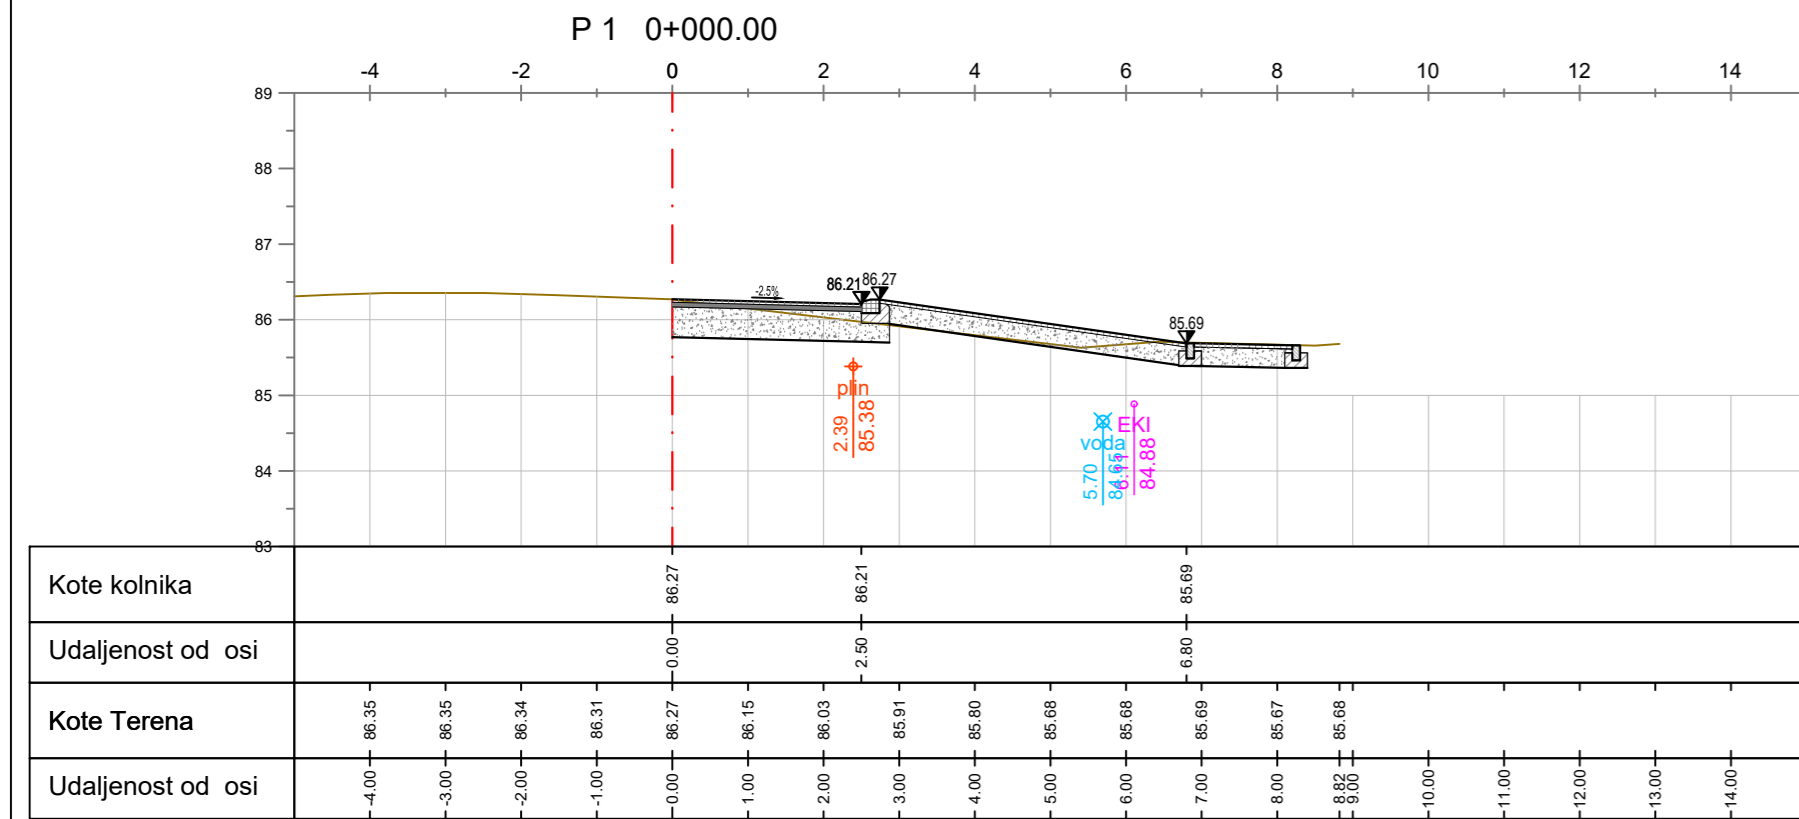 P 1 0+000.00
-4 -2 0 2 4 6 8 10 12 14
89
88
87
86
85
84
83
-2.5%
86.21 86.27
85.69
plin
2.39 85.38
voda
5.70 84.65
EKI
6.11 84.88
Kote kolnika 86.27 86.21 85.69
Udaljenost od osi 0.00 2.50 6.80
Kote Terena 86.35 86.35 86.34 86.31 86.27 86.15 86.03 85.91 85.80 85.68 85.68 85.69 85.67 85.68
Udaljenost od osi -4.00 -3.00 -2.00 -1.00 0.00 1.00 2.00 3.00 4.00 5.00 6.00 7.00 8.00 8.82 9.00 10.00 11.00 12.00 13.00 14.00